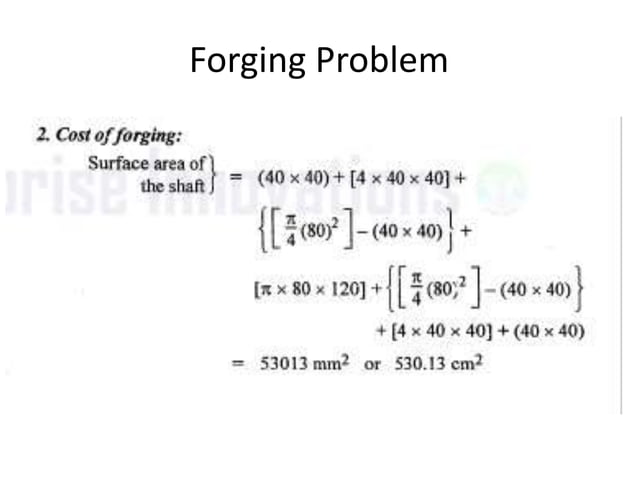 Forging Problem
2. Cost of forging:
Surface area of
the shaft } = (40 × 40) + [4 × 40 × 40] +
{[π/4 (80)²] – (40 × 40)} +
[π × 80 × 120] + {[π/4 (80;²] – (40 × 40)}
+ [4 × 40 × 40] + (40 × 40)
= 53013 mm² or 530.13 cm²